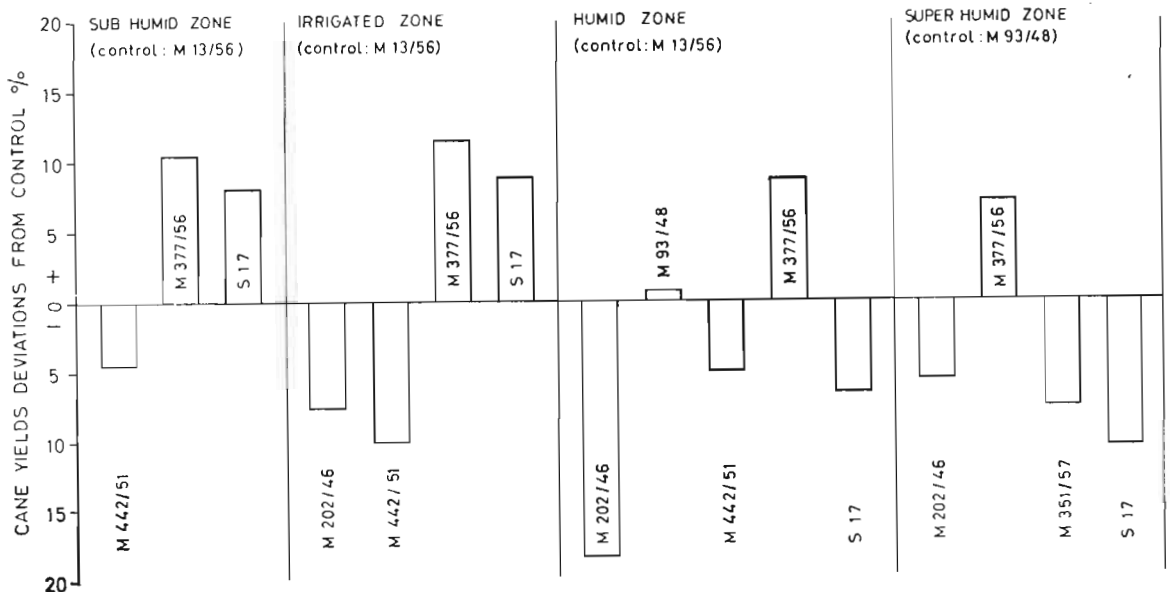 CANE YIELDS DEVIATIONS FROM CONTROL %
20
15
10
5
+
0
–
5
10
15
20
SUB HUMID ZONE
(control: M 13/56)
M 442/51
M 377/56
S 17
IRRIGATED ZONE
(control: M 13/56)
M 202/46
M 442/51
M 377/56
S 17
HUMID ZONE
(control: M 13/56)
M 202/46
M 93/48
M 442/51
M 377/56
S 17
SUPER HUMID ZONE
(control: M 93/48)
M 202/46
M 377/56
M 351/57
S 17